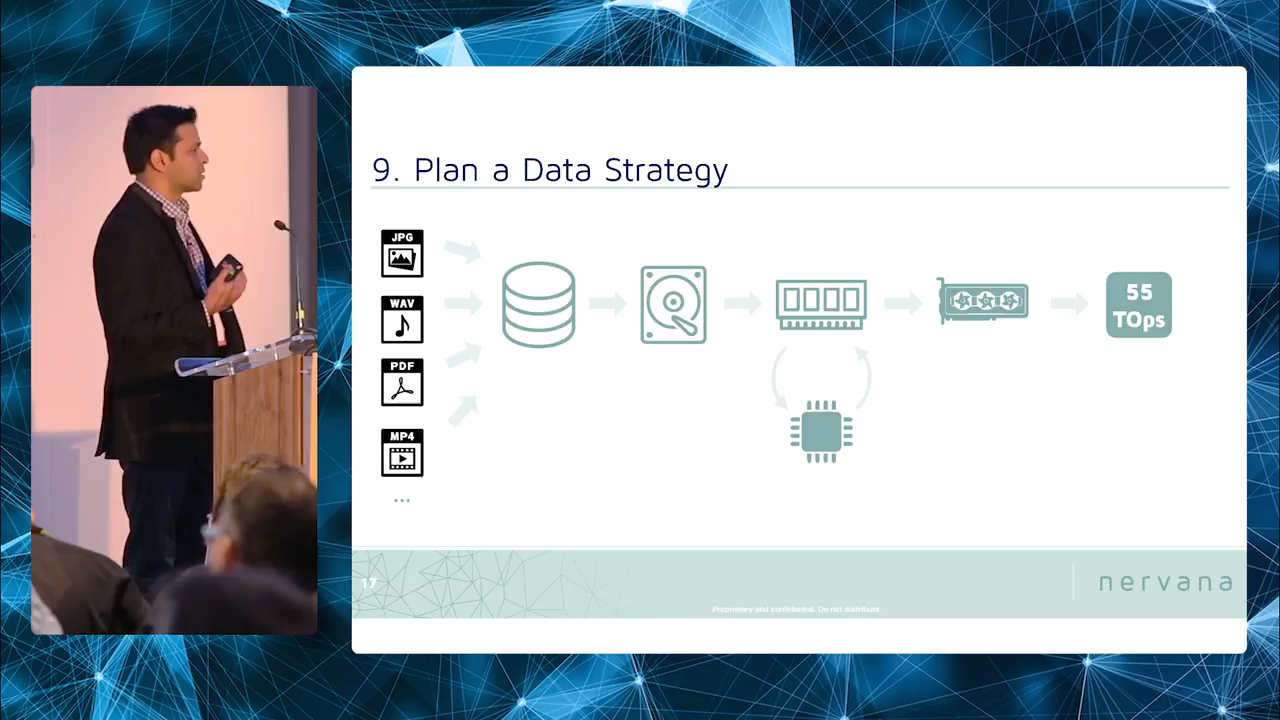 9. Plan a Data Strategy
JPG
WAV
PDF
MP4
...
55
TOps
17
nervana
Proprietary and confidential. Do not distribute.